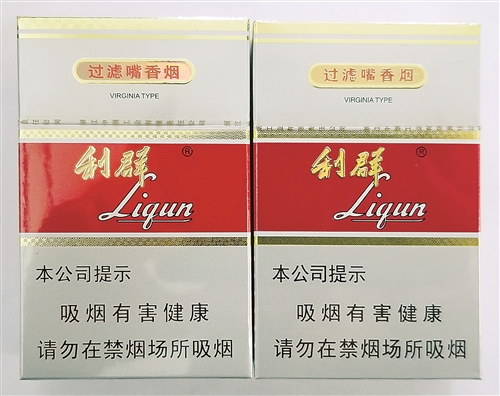 过滤嘴香烟
VIRGINIA TYPE
利群®
Liqun
本公司提示
吸烟有害健康
请勿在禁烟场所吸烟
过滤嘴香烟
VIRGINIA TYPE
利群®
Liqun
本公司提示
吸烟有害健康
请勿在禁烟场所吸烟